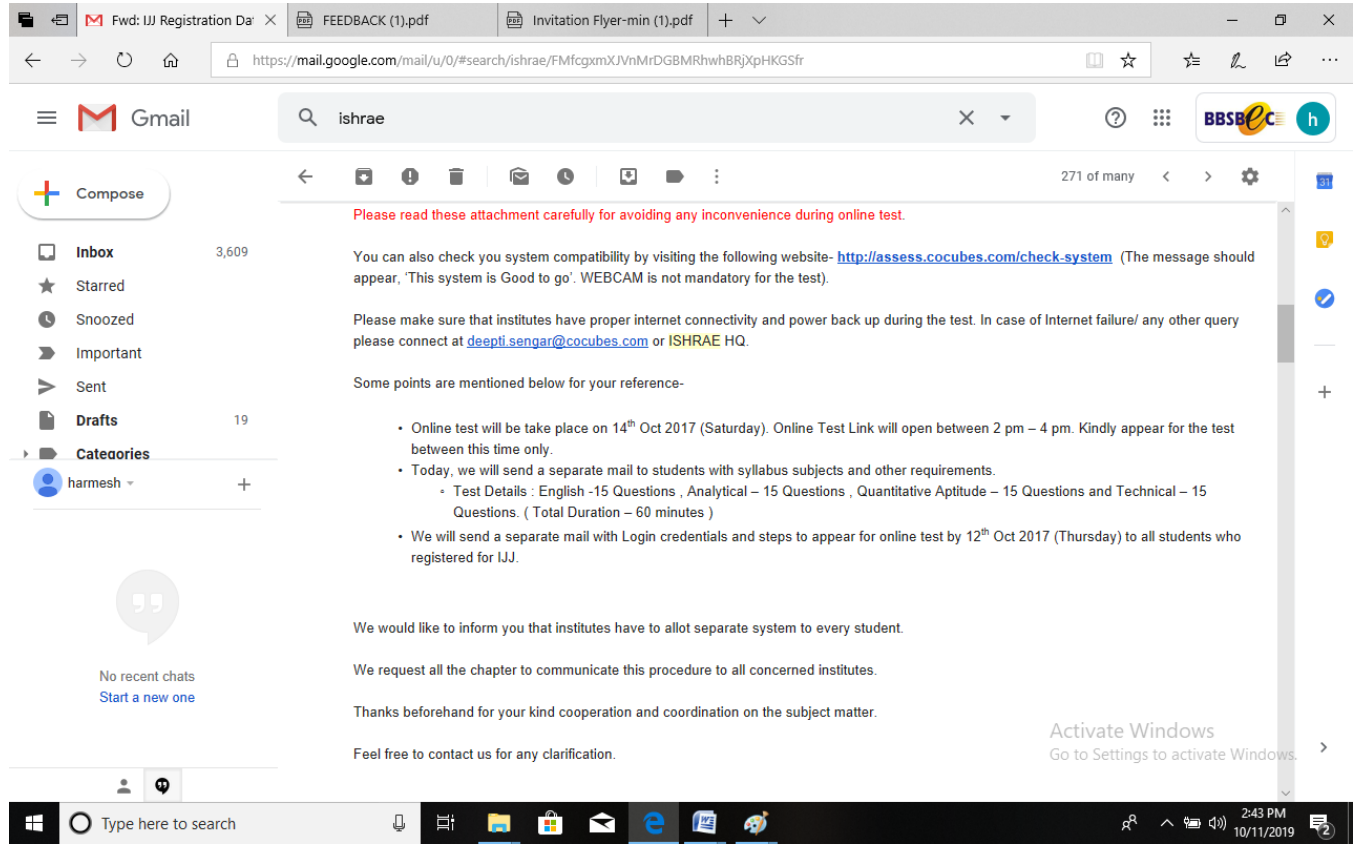 Fwd: IJJ Registration Da
FEEDBACK (1).pdf
Invitation Flyer-min (1).pdf
https://mail.google.com/mail/u/0/#search/ishrae/FMfcgxmXJVnMrDGBMRhwhBRjXpHKGSfr
Gmail
ishrae
BBSBeCE
h
Compose
271 of many
31
Inbox 3,609
Starred
Snoozed
Important
Sent
Drafts 19
Categories
harmesh
No recent chats
Start a new one
Please read these attachment carefully for avoiding any inconvenience during online test.
You can also check you system compatibility by visiting the following website- http://assess.cocubes.com/check-system (The message should
appear, 'This system is Good to go'. WEBCAM is not mandatory for the test).
Please make sure that institutes have proper internet connectivity and power back up during the test. In case of Internet failure/ any other query
please connect at deepti.sengar@cocubes.com or ISHRAE HQ.
Some points are mentioned below for your reference-
• Online test will be take place on 14th Oct 2017 (Saturday). Online Test Link will open between 2 pm – 4 pm. Kindly appear for the test
between this time only.
• Today, we will send a separate mail to students with syllabus subjects and other requirements.
◦ Test Details : English -15 Questions , Analytical – 15 Questions , Quantitative Aptitude – 15 Questions and Technical – 15
Questions. ( Total Duration – 60 minutes )
• We will send a separate mail with Login credentials and steps to appear for online test by 12th Oct 2017 (Thursday) to all students who
registered for IJJ.
We would like to inform you that institutes have to allot separate system to every student.
We request all the chapter to communicate this procedure to all concerned institutes.
Thanks beforehand for your kind cooperation and coordination on the subject matter.
Feel free to contact us for any clarification.
Activate Windows
Go to Settings to activate Windows.
Type here to search
2:43 PM
10/11/2019
2